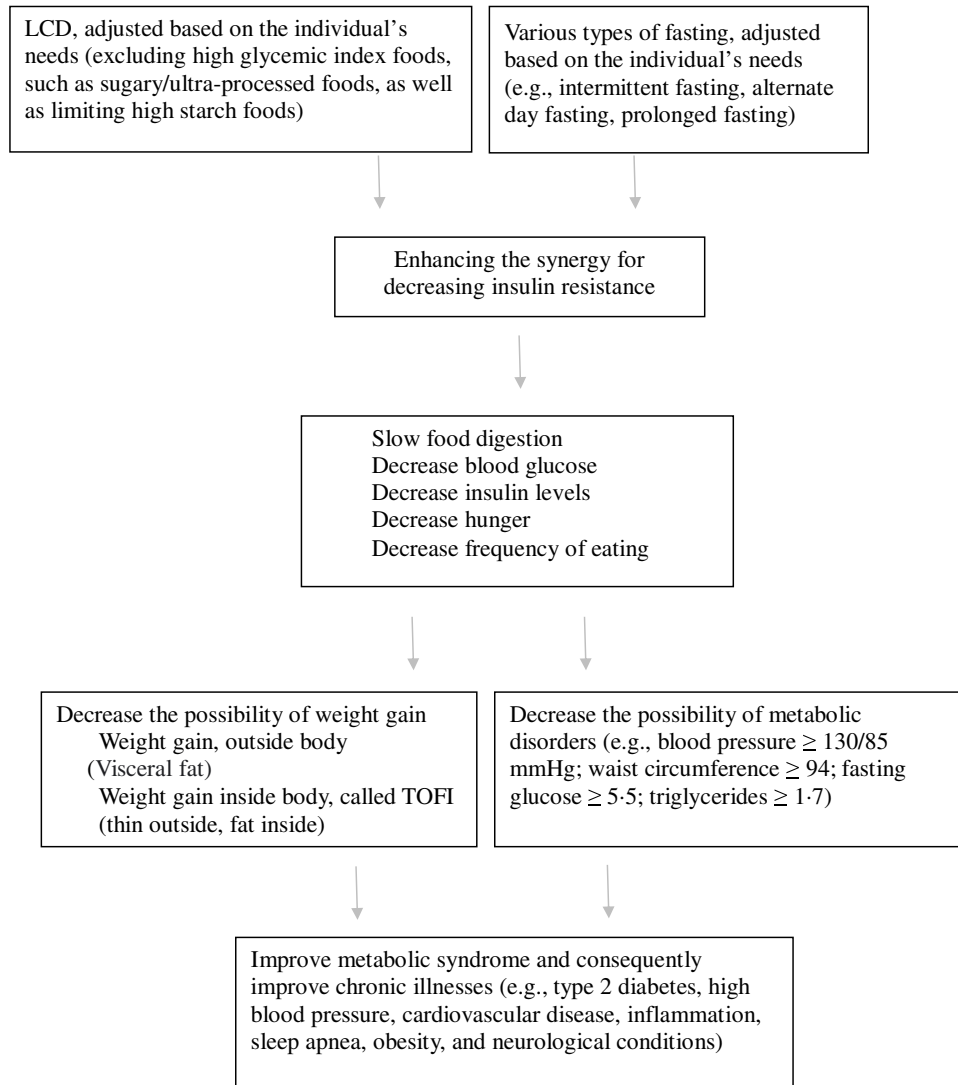 LCD, adjusted based on the individual’s
needs (excluding high glycemic index foods,
such as sugary/ultra-processed foods, as well
as limiting high starch foods)
Various types of fasting, adjusted
based on the individual’s needs
(e.g., intermittent fasting, alternate
day fasting, prolonged fasting)
Enhancing the synergy for
decreasing insulin resistance
Slow food digestion
Decrease blood glucose
Decrease insulin levels
Decrease hunger
Decrease frequency of eating
Decrease the possibility of weight gain
Weight gain, outside body
(Visceral fat)
Weight gain inside body, called TOFI
(thin outside, fat inside)
Decrease the possibility of metabolic
disorders (e.g., blood pressure ≥ 130/85
mmHg; waist circumference ≥ 94; fasting
glucose ≥ 5·5; triglycerides ≥ 1·7)
Improve metabolic syndrome and consequently
improve chronic illnesses (e.g., type 2 diabetes, high
blood pressure, cardiovascular disease, inflammation,
sleep apnea, obesity, and neurological conditions)